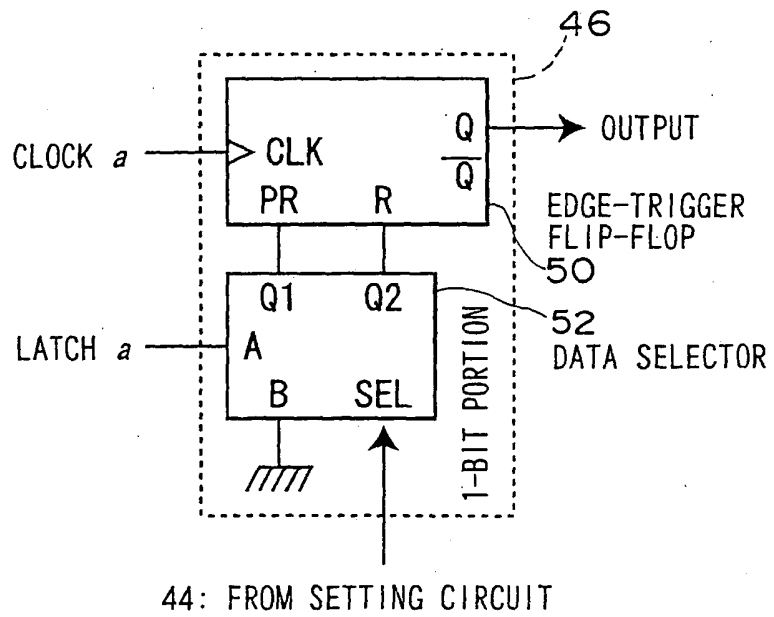 46
CLOCK a
CLK
Q
Q̅
OUTPUT
PR
R
EDGE-TRIGGER
FLIP-FLOP
50
Q1
Q2
LATCH a
A
B
SEL
52
DATA SELECTOR
1-BIT PORTION
44: FROM SETTING CIRCUIT